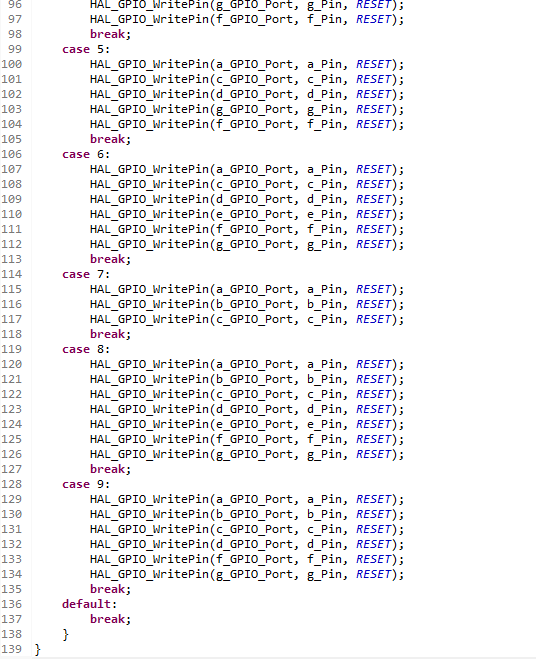 96 HAL_GPIO_WritePin(g_GPIO_Port, g_Pin, RESET);
97 HAL_GPIO_WritePin(f_GPIO_Port, f_Pin, RESET);
98 break;
99 case 5:
100 HAL_GPIO_WritePin(a_GPIO_Port, a_Pin, RESET);
101 HAL_GPIO_WritePin(c_GPIO_Port, c_Pin, RESET);
102 HAL_GPIO_WritePin(d_GPIO_Port, d_Pin, RESET);
103 HAL_GPIO_WritePin(g_GPIO_Port, g_Pin, RESET);
104 HAL_GPIO_WritePin(f_GPIO_Port, f_Pin, RESET);
105 break;
106 case 6:
107 HAL_GPIO_WritePin(a_GPIO_Port, a_Pin, RESET);
108 HAL_GPIO_WritePin(c_GPIO_Port, c_Pin, RESET);
109 HAL_GPIO_WritePin(d_GPIO_Port, d_Pin, RESET);
110 HAL_GPIO_WritePin(e_GPIO_Port, e_Pin, RESET);
111 HAL_GPIO_WritePin(f_GPIO_Port, f_Pin, RESET);
112 HAL_GPIO_WritePin(g_GPIO_Port, g_Pin, RESET);
113 break;
114 case 7:
115 HAL_GPIO_WritePin(a_GPIO_Port, a_Pin, RESET);
116 HAL_GPIO_WritePin(b_GPIO_Port, b_Pin, RESET);
117 HAL_GPIO_WritePin(c_GPIO_Port, c_Pin, RESET);
118 break;
119 case 8:
120 HAL_GPIO_WritePin(a_GPIO_Port, a_Pin, RESET);
121 HAL_GPIO_WritePin(b_GPIO_Port, b_Pin, RESET);
122 HAL_GPIO_WritePin(c_GPIO_Port, c_Pin, RESET);
123 HAL_GPIO_WritePin(d_GPIO_Port, d_Pin, RESET);
124 HAL_GPIO_WritePin(e_GPIO_Port, e_Pin, RESET);
125 HAL_GPIO_WritePin(f_GPIO_Port, f_Pin, RESET);
126 HAL_GPIO_WritePin(g_GPIO_Port, g_Pin, RESET);
127 break;
128 case 9:
129 HAL_GPIO_WritePin(a_GPIO_Port, a_Pin, RESET);
130 HAL_GPIO_WritePin(b_GPIO_Port, b_Pin, RESET);
131 HAL_GPIO_WritePin(c_GPIO_Port, c_Pin, RESET);
132 HAL_GPIO_WritePin(d_GPIO_Port, d_Pin, RESET);
133 HAL_GPIO_WritePin(f_GPIO_Port, f_Pin, RESET);
134 HAL_GPIO_WritePin(g_GPIO_Port, g_Pin, RESET);
135 break;
136 default:
137 break;
138 }
139 }